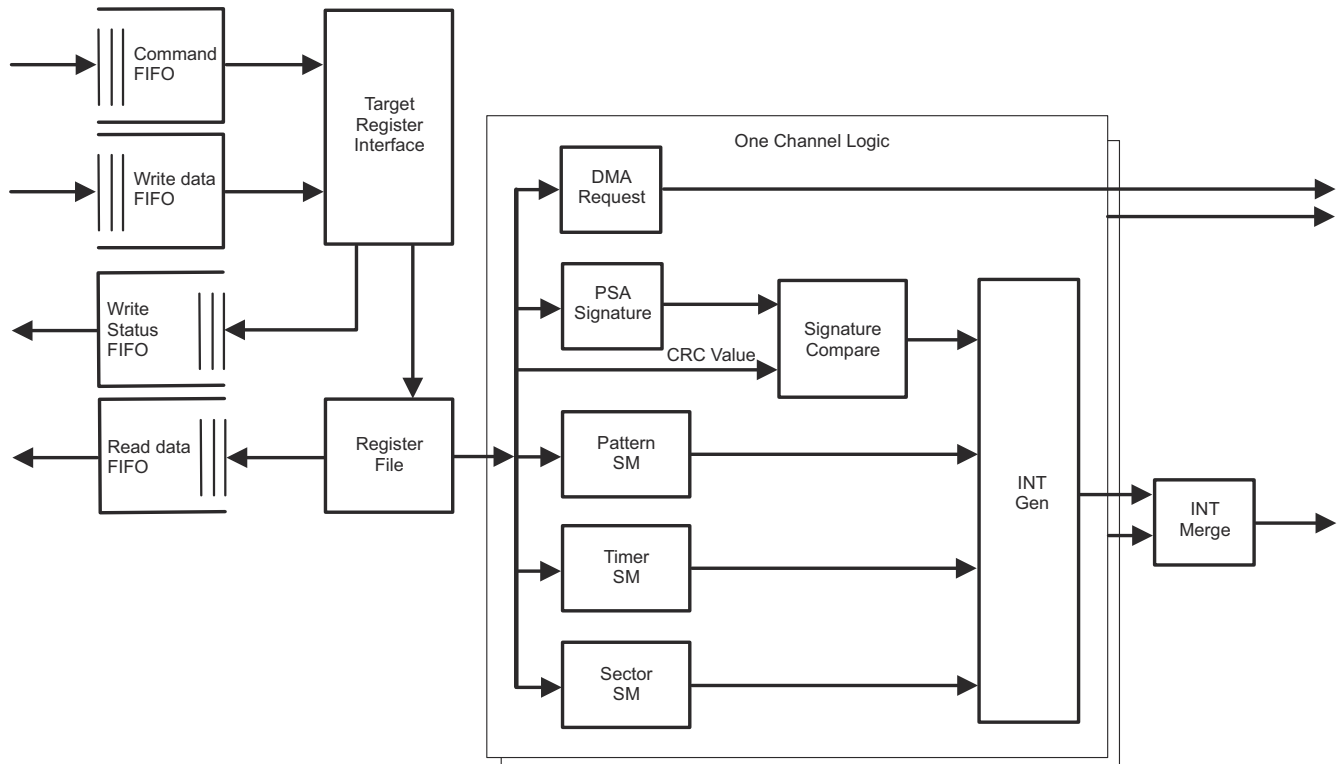 Command
FIFO
Target
Register
Interface
Write data
FIFO
Write
Status
FIFO
Read data
FIFO
Register
File
One Channel Logic
DMA
Request
PSA
Signature
Signature
Compare
CRC Value
Pattern
SM
Timer
SM
Sector
SM
INT
Gen
INT
Merge